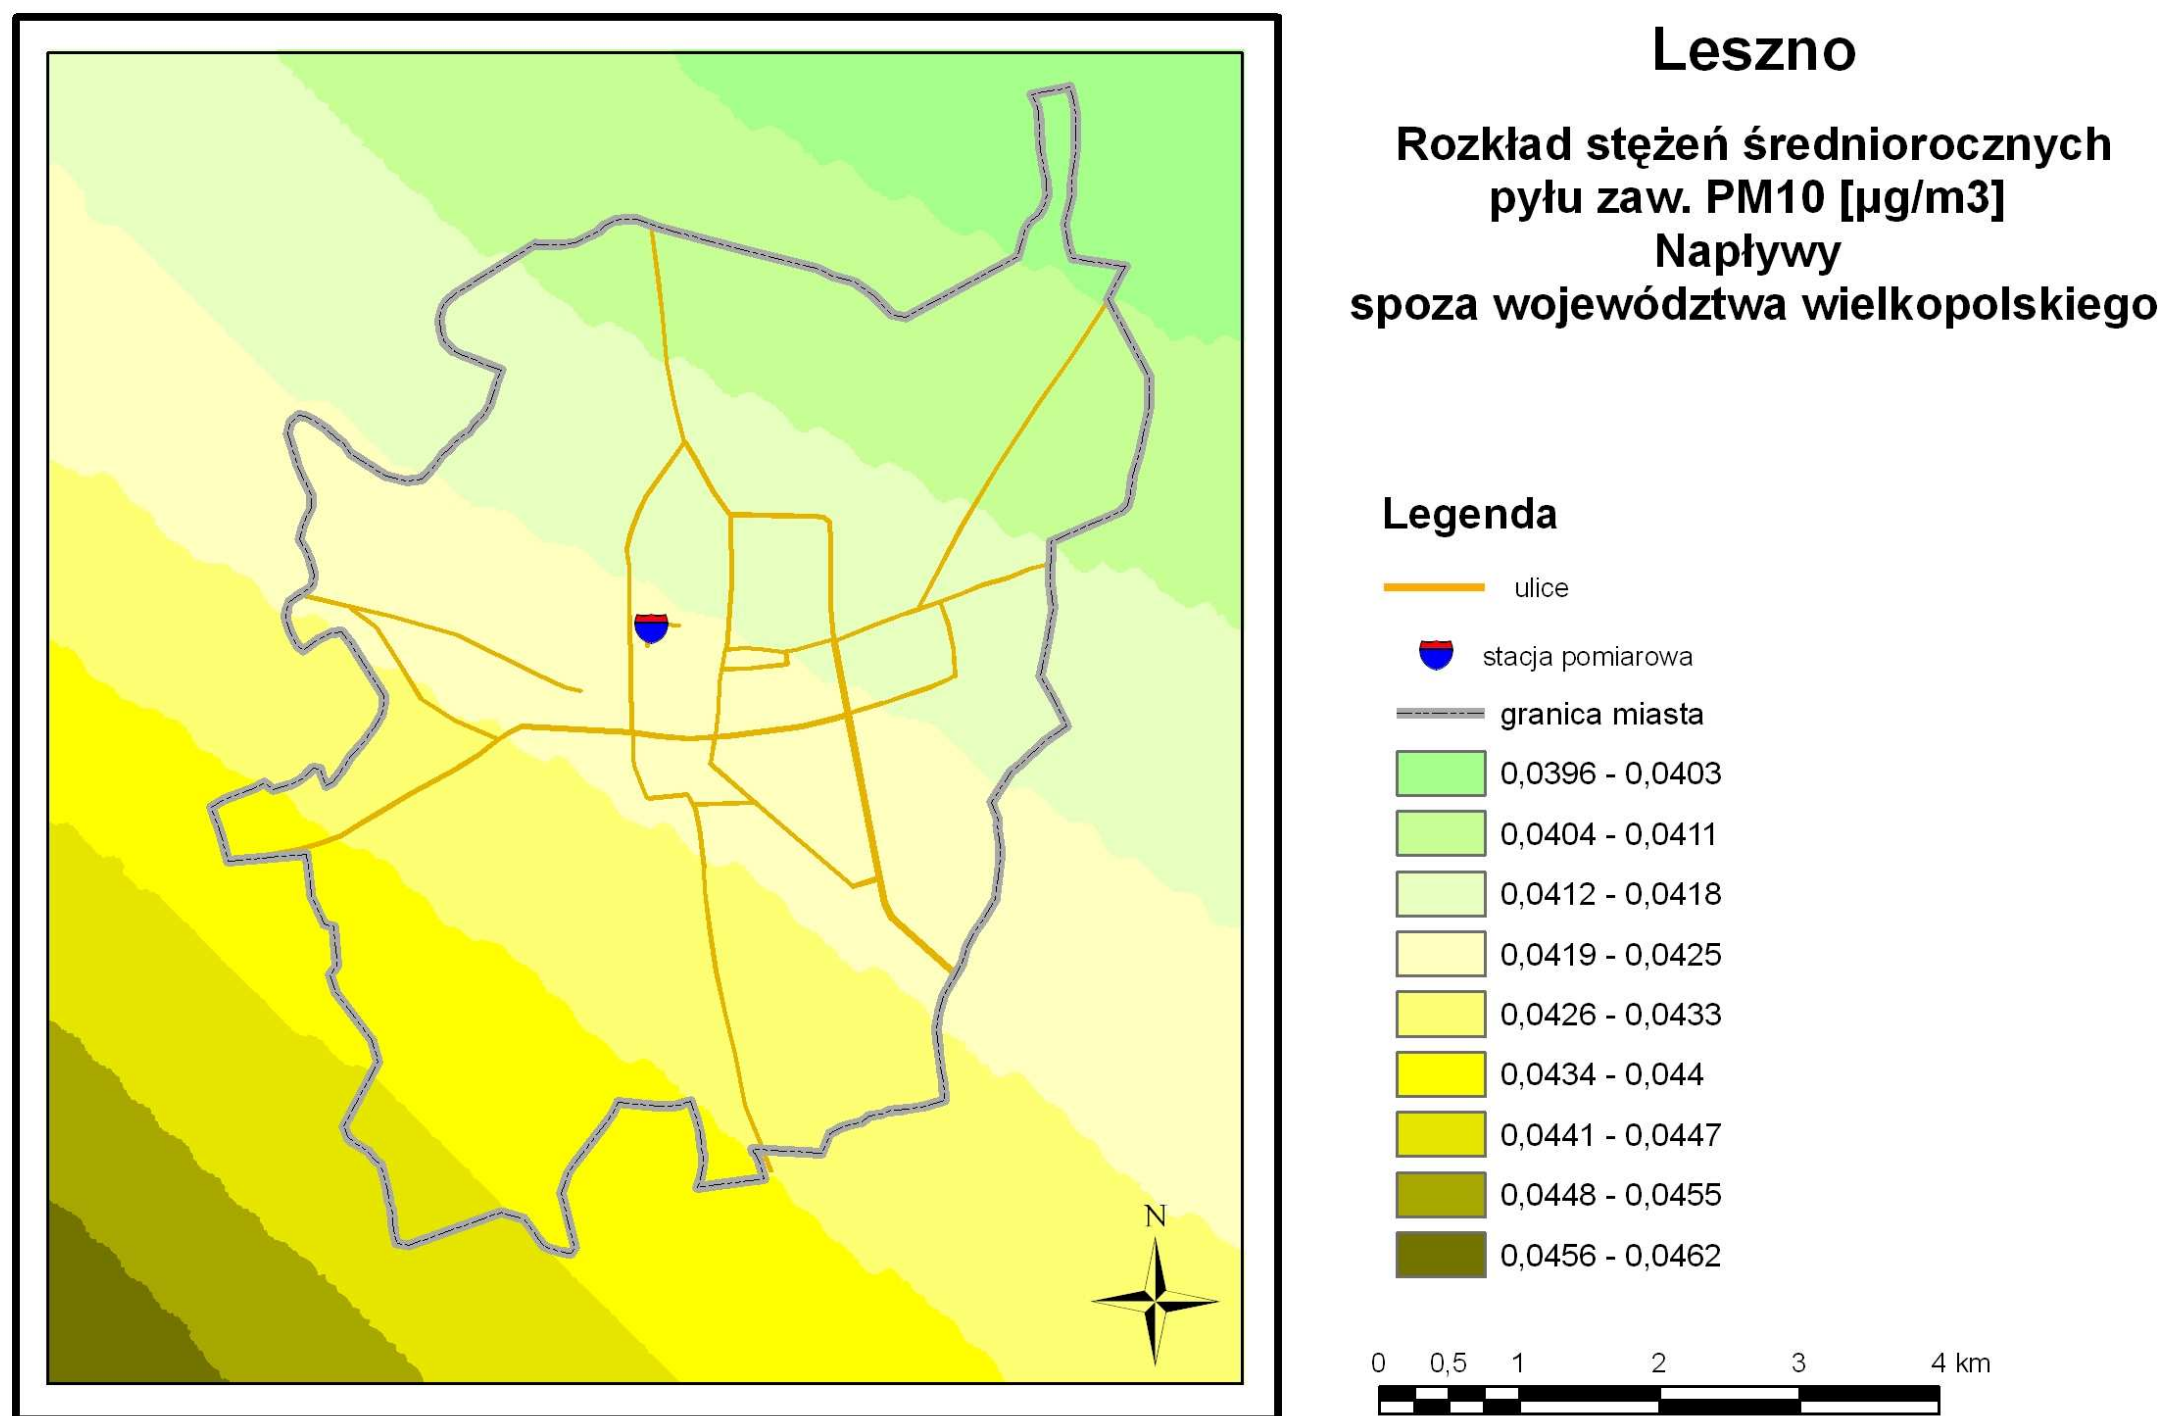 Leszno
Rozkład stężeń średniorocznych
pyłu zaw. PM10 [µg/m3]
Napływy
spoza województwa wielkopolskiego
Legenda
ulice
stacja pomiarowa
granica miasta
0,0396 - 0,0403
0,0404 - 0,0411
0,0412 - 0,0418
0,0419 - 0,0425
0,0426 - 0,0433
0,0434 - 0,044
0,0441 - 0,0447
0,0448 - 0,0455
0,0456 - 0,0462
N
0 0,5 1 2 3 4 km